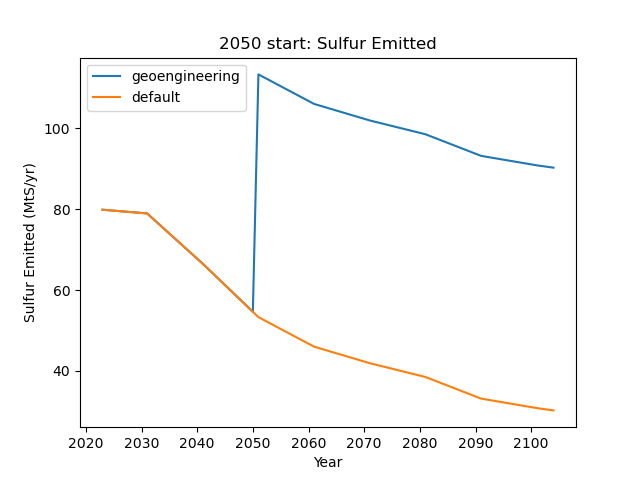 2050 start: Sulfur Emitted
geoengineering
default
Sulfur Emitted (MtS/yr)
100
80
60
40
2020 2030 2040 2050 2060 2070 2080 2090 2100
Year